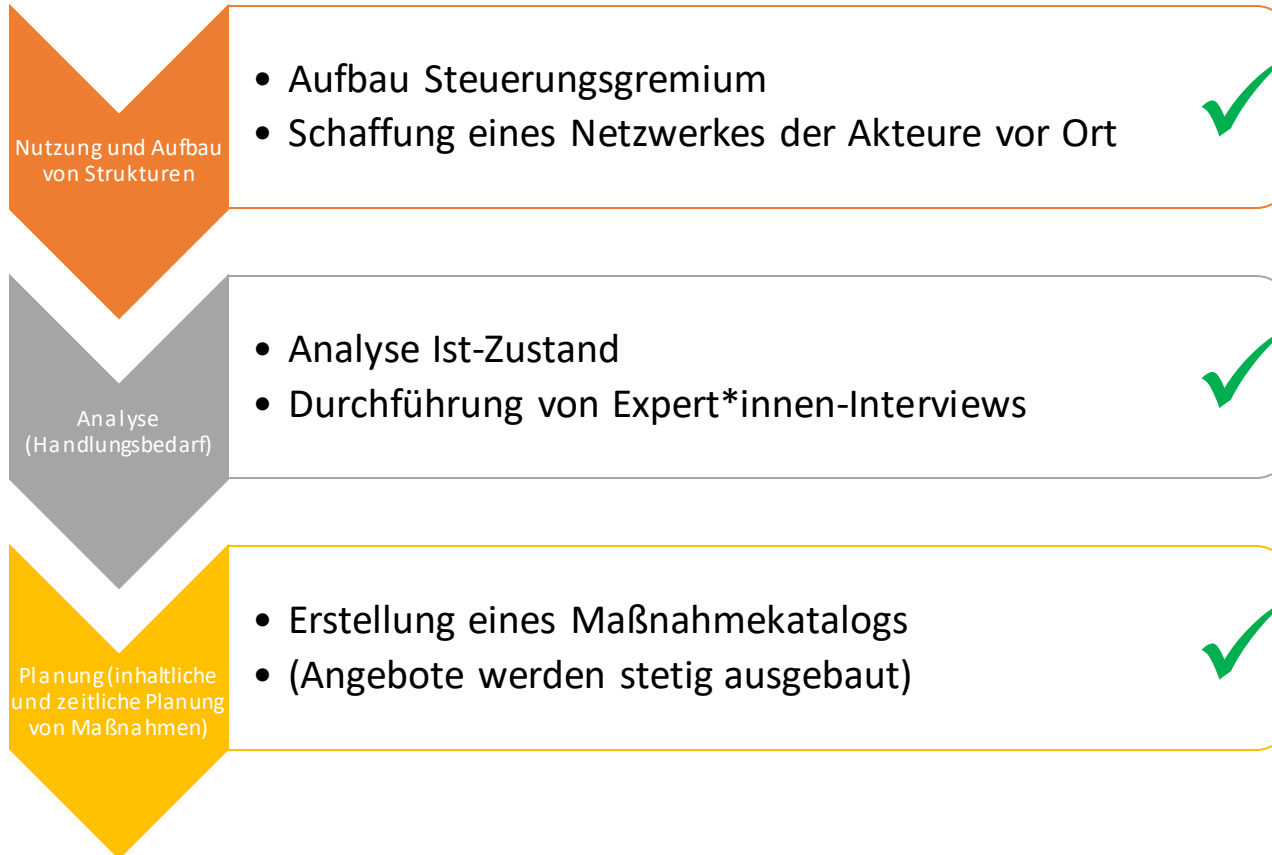 Nutzung und Aufbau
von Strukturen
• Aufbau Steuerungsgremium
• Schaffung eines Netzwerkes der Akteure vor Ort
Analyse
(Handlungsbedarf)
• Analyse Ist-Zustand
• Durchführung von Expert*innen-Interviews
Planung (inhaltliche
und zeitliche Planung
von Maßnahmen)
• Erstellung eines Maßnahmekatalogs
• (Angebote werden stetig ausgebaut)